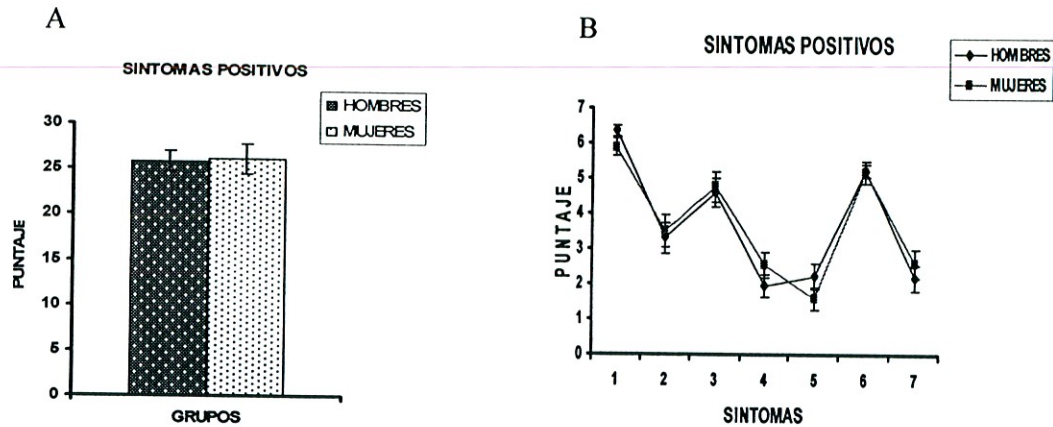 A
SINTOMAS POSITIVOS
HOMBRES
MUJERES
30
25
20
15
10
5
0
PUNTAJE
GRUPOS
B
SINTOMAS POSITIVOS
HOMBRES
MUJERES
7
6
5
4
3
2
1
0
PUNTAJE
1 2 3 4 5 6 7
SINTOMAS